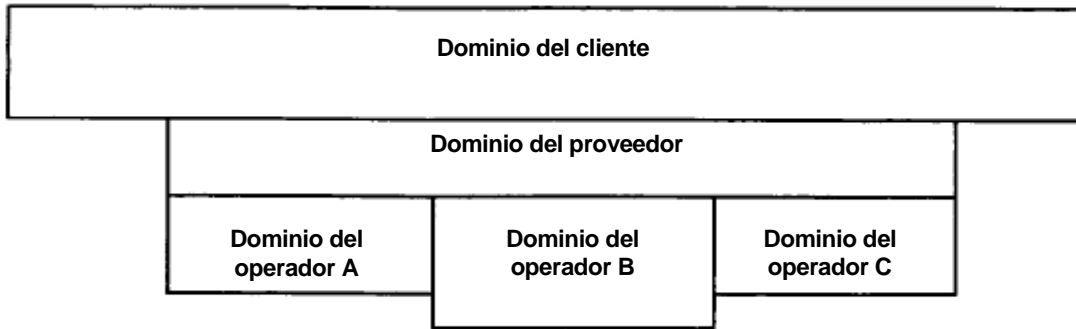 Dominio del cliente
Dominio del proveedor
Dominio del
operador A
Dominio del
operador B
Dominio del
operador C